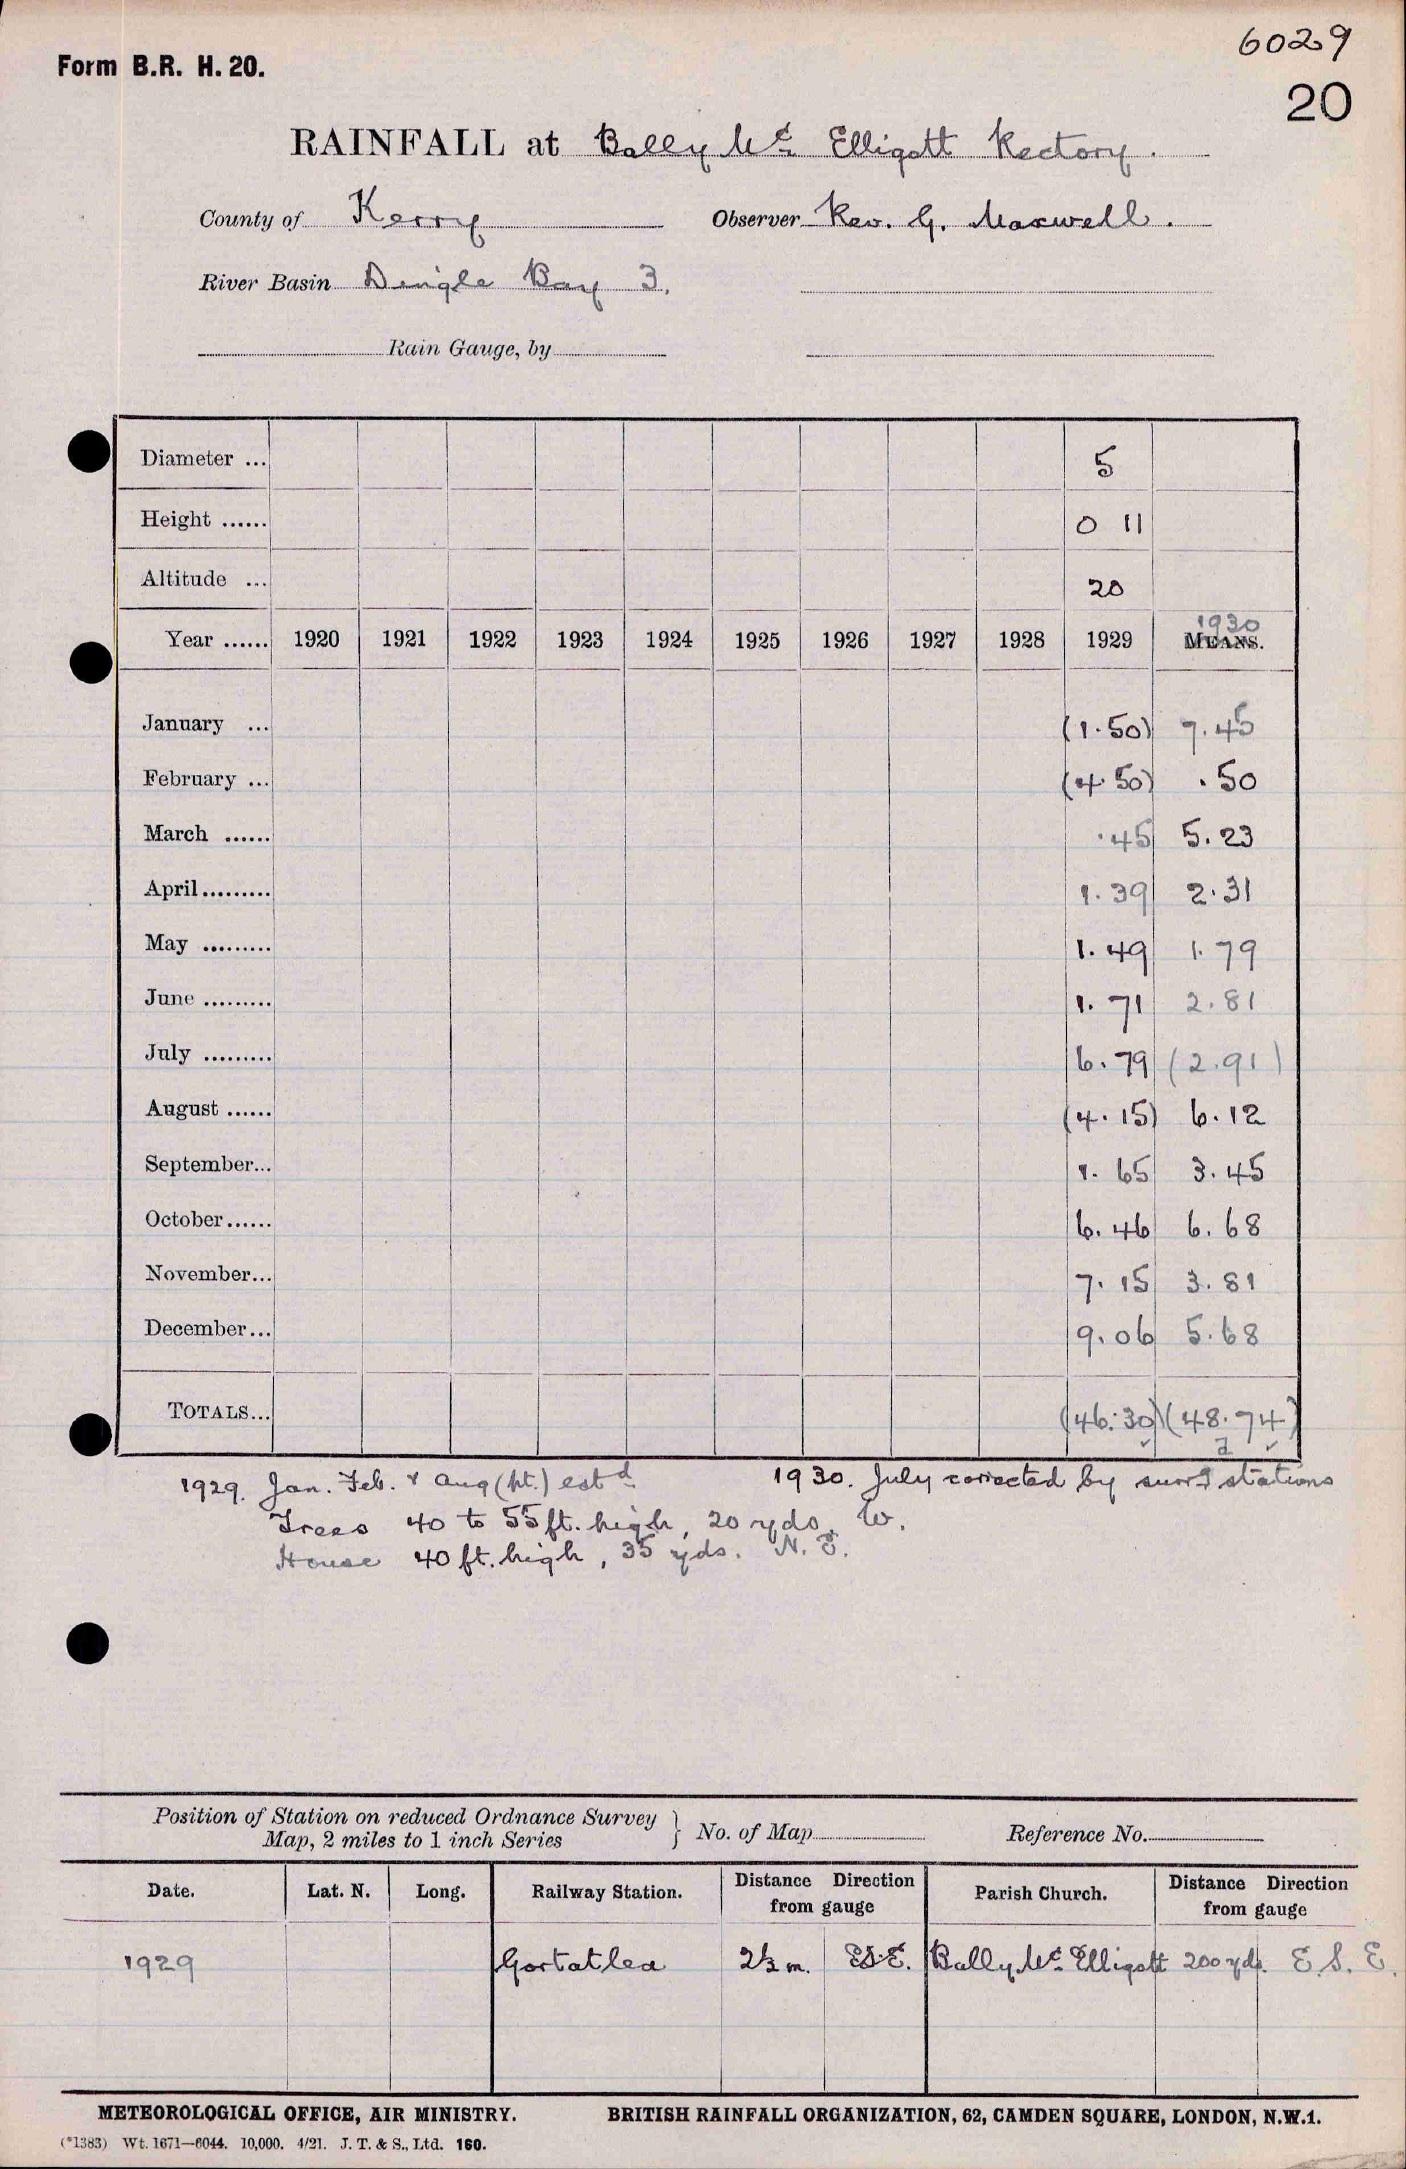 6029
Form B.R. H. 20.
20
RAINFALL at Bally Mc Elligott Rectory.
County of Kerry Observer Rev. G. Maxwell.
River Basin Dingle Bay 3.
Rain Gauge, by
Diameter ... 5
Height ...... 0 11
Altitude ... 20
1930
Year ...... 1920 1921 1922 1923 1924 1925 1926 1927 1928 1929 MEANS.
January ... (1.50) 7.45
February ... (4.50) .50
March ...... .45 5.23
April ......... 1.39 2.31
May ......... 1.49 1.79
June ......... 1.71 2.81
July ......... 6.79 (2.91)
August ...... (4.15) 6.12
September... 1.65 3.45
October...... 6.46 6.68
November... 7.15 3.81
December... 9.06 5.68
TOTALS... (46.30) (48.74)
1929. Jan. Feb. & Aug (pt.) estd 1930. July corrected by surrg stations
Trees 40 to 55 ft. high, 20 yds. W.
House 40 ft. high, 35 yds. N.E.
Position of Station on reduced Ordnance Survey
Map, 2 miles to 1 inch Series } No. of Map Reference No.
Date. Lat. N. Long. Railway Station. Distance Direction from gauge Parish Church. Distance Direction from gauge
1929 Gortatlea 2½ m. ESE. Bally Mc Elligott 200 yds. E.S.E.
METEOROLOGICAL OFFICE, AIR MINISTRY. BRITISH RAINFALL ORGANIZATION, 62, CAMDEN SQUARE, LONDON, N.W.1.
(*1383) Wt. 1671—6044. 10,000. 4/21. J. T. & S., Ltd. 160.